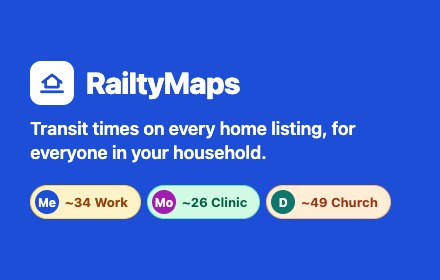 RailtyMaps
Transit times on every home listing, for
everyone in your household.
Me ~34 Work Mo ~26 Clinic D ~49 Church